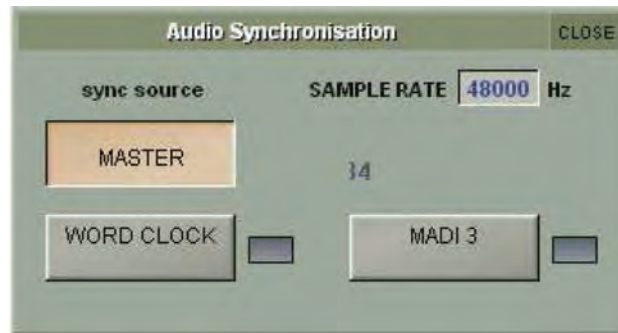 Audio Synchronisation CLOSE
sync source SAMPLE RATE 48000 Hz
MASTER
WORD CLOCK MADI 3